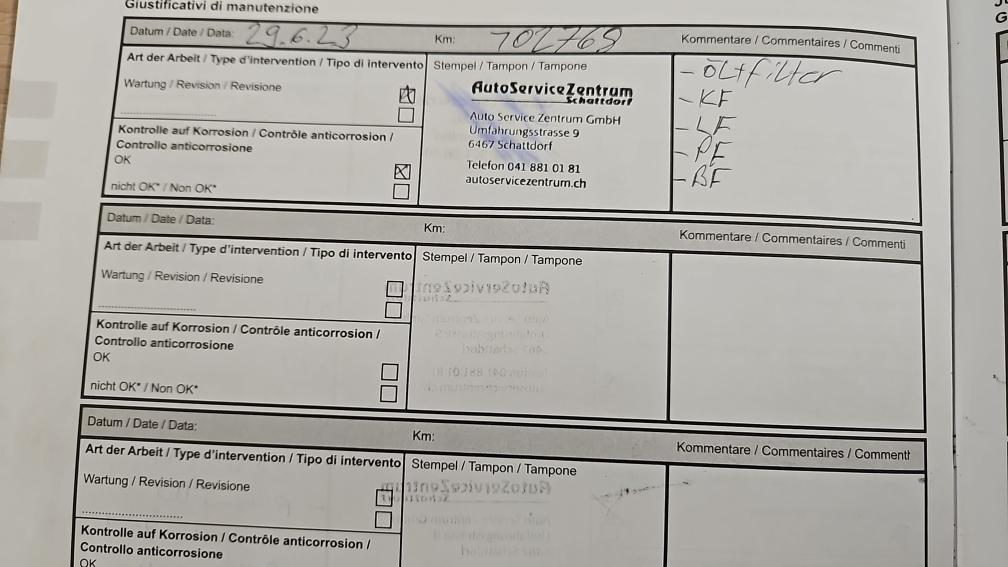 Giustificativi di manutenzione
Datum / Date / Data: 29.6.23 Km: 102768 Kommentare / Commentaires / Commenti
Art der Arbeit / Type d'intervention / Tipo di intervento Stempel / Tampon / Tampone
Wartung / Revision / Revisione
Kontrolle auf Korrosion / Contrôle anticorrosion /
Controllo anticorrosione
OK
nicht OK* / Non OK*
AutoServiceZentrum
Schattdorf
Auto Service Zentrum GmbH
Umfahrungsstrasse 9
6467 Schattdorf
Telefon 041 881 01 81
autoservicezentrum.ch
- Öl+filter
- KF
- LF
- PF
- BF
Datum / Date / Data: Km: Kommentare / Commentaires / Commenti
Art der Arbeit / Type d'intervention / Tipo di intervento Stempel / Tampon / Tampone
Wartung / Revision / Revisione
Kontrolle auf Korrosion / Contrôle anticorrosion /
Controllo anticorrosione
OK
nicht OK* / Non OK*
Datum / Date / Data: Km: Kommentare / Commentaires / Commenti
Art der Arbeit / Type d'intervention / Tipo di intervento Stempel / Tampon / Tampone
Wartung / Revision / Revisione
Kontrolle auf Korrosion / Contrôle anticorrosion /
Controllo anticorrosione
OK